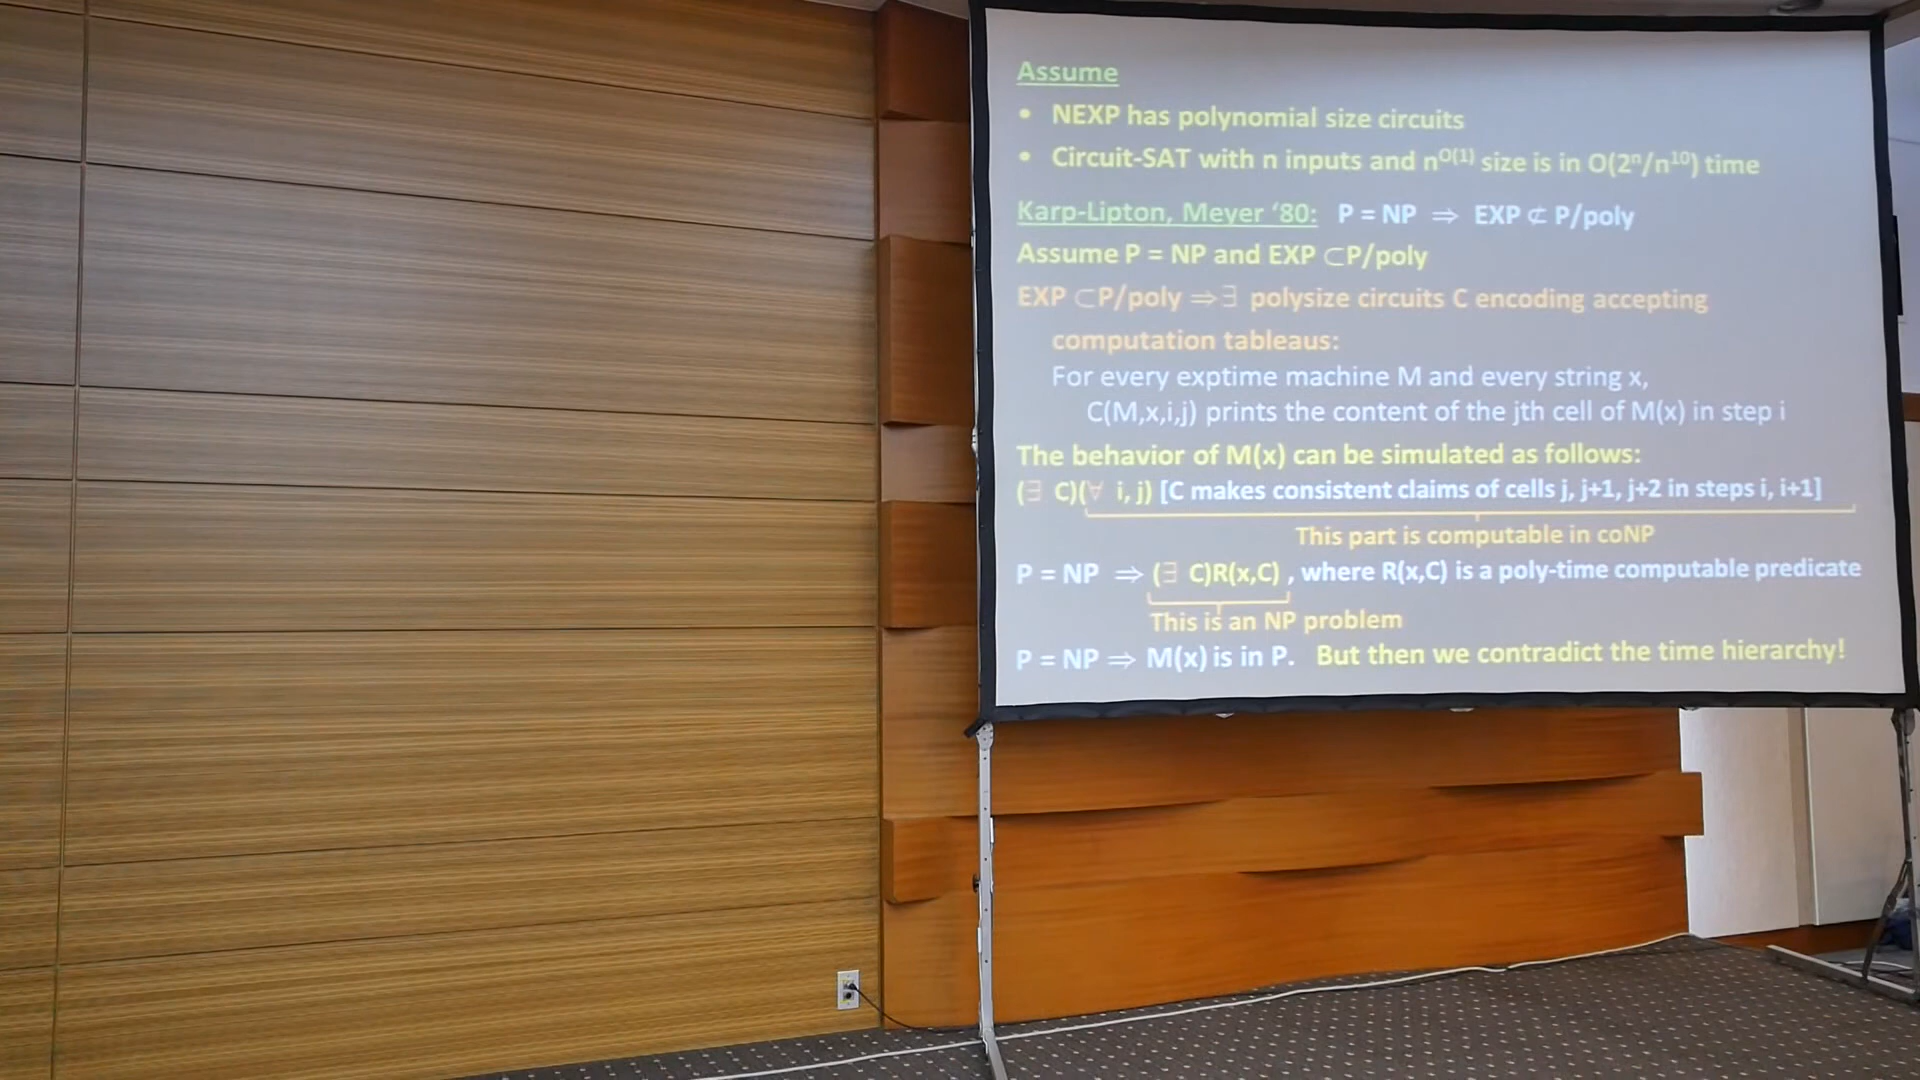 Assume
• NEXP has polynomial size circuits
• Circuit-SAT with n inputs and n^O(1) size is in O(2^n/n^10) time
Karp-Lipton, Meyer ‘80: P = NP ⇒ EXP ⊄ P/poly
Assume P = NP and EXP ⊂P/poly
EXP ⊂P/poly ⇒∃ polysize circuits C encoding accepting
computation tableaus:
For every exptime machine M and every string x,
C(M,x,i,j) prints the content of the jth cell of M(x) in step i
The behavior of M(x) can be simulated as follows:
(∃ C)(∀ i, j) [C makes consistent claims of cells j, j+1, j+2 in steps i, i+1]
This part is computable in coNP
P = NP ⇒ (∃ C)R(x,C) , where R(x,C) is a poly-time computable predicate
This is an NP problem
P = NP ⇒ M(x) is in P. But then we contradict the time hierarchy!